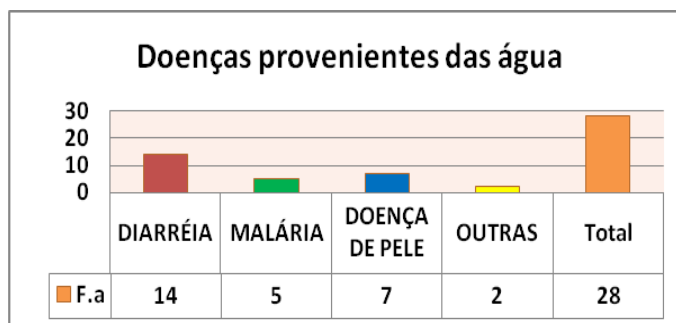 Doenças provenientes das água
30
20
10
0
DIARRÉIA MALÁRIA DOENÇA DE PELE OUTRAS Total
F.a 14 5 7 2 28